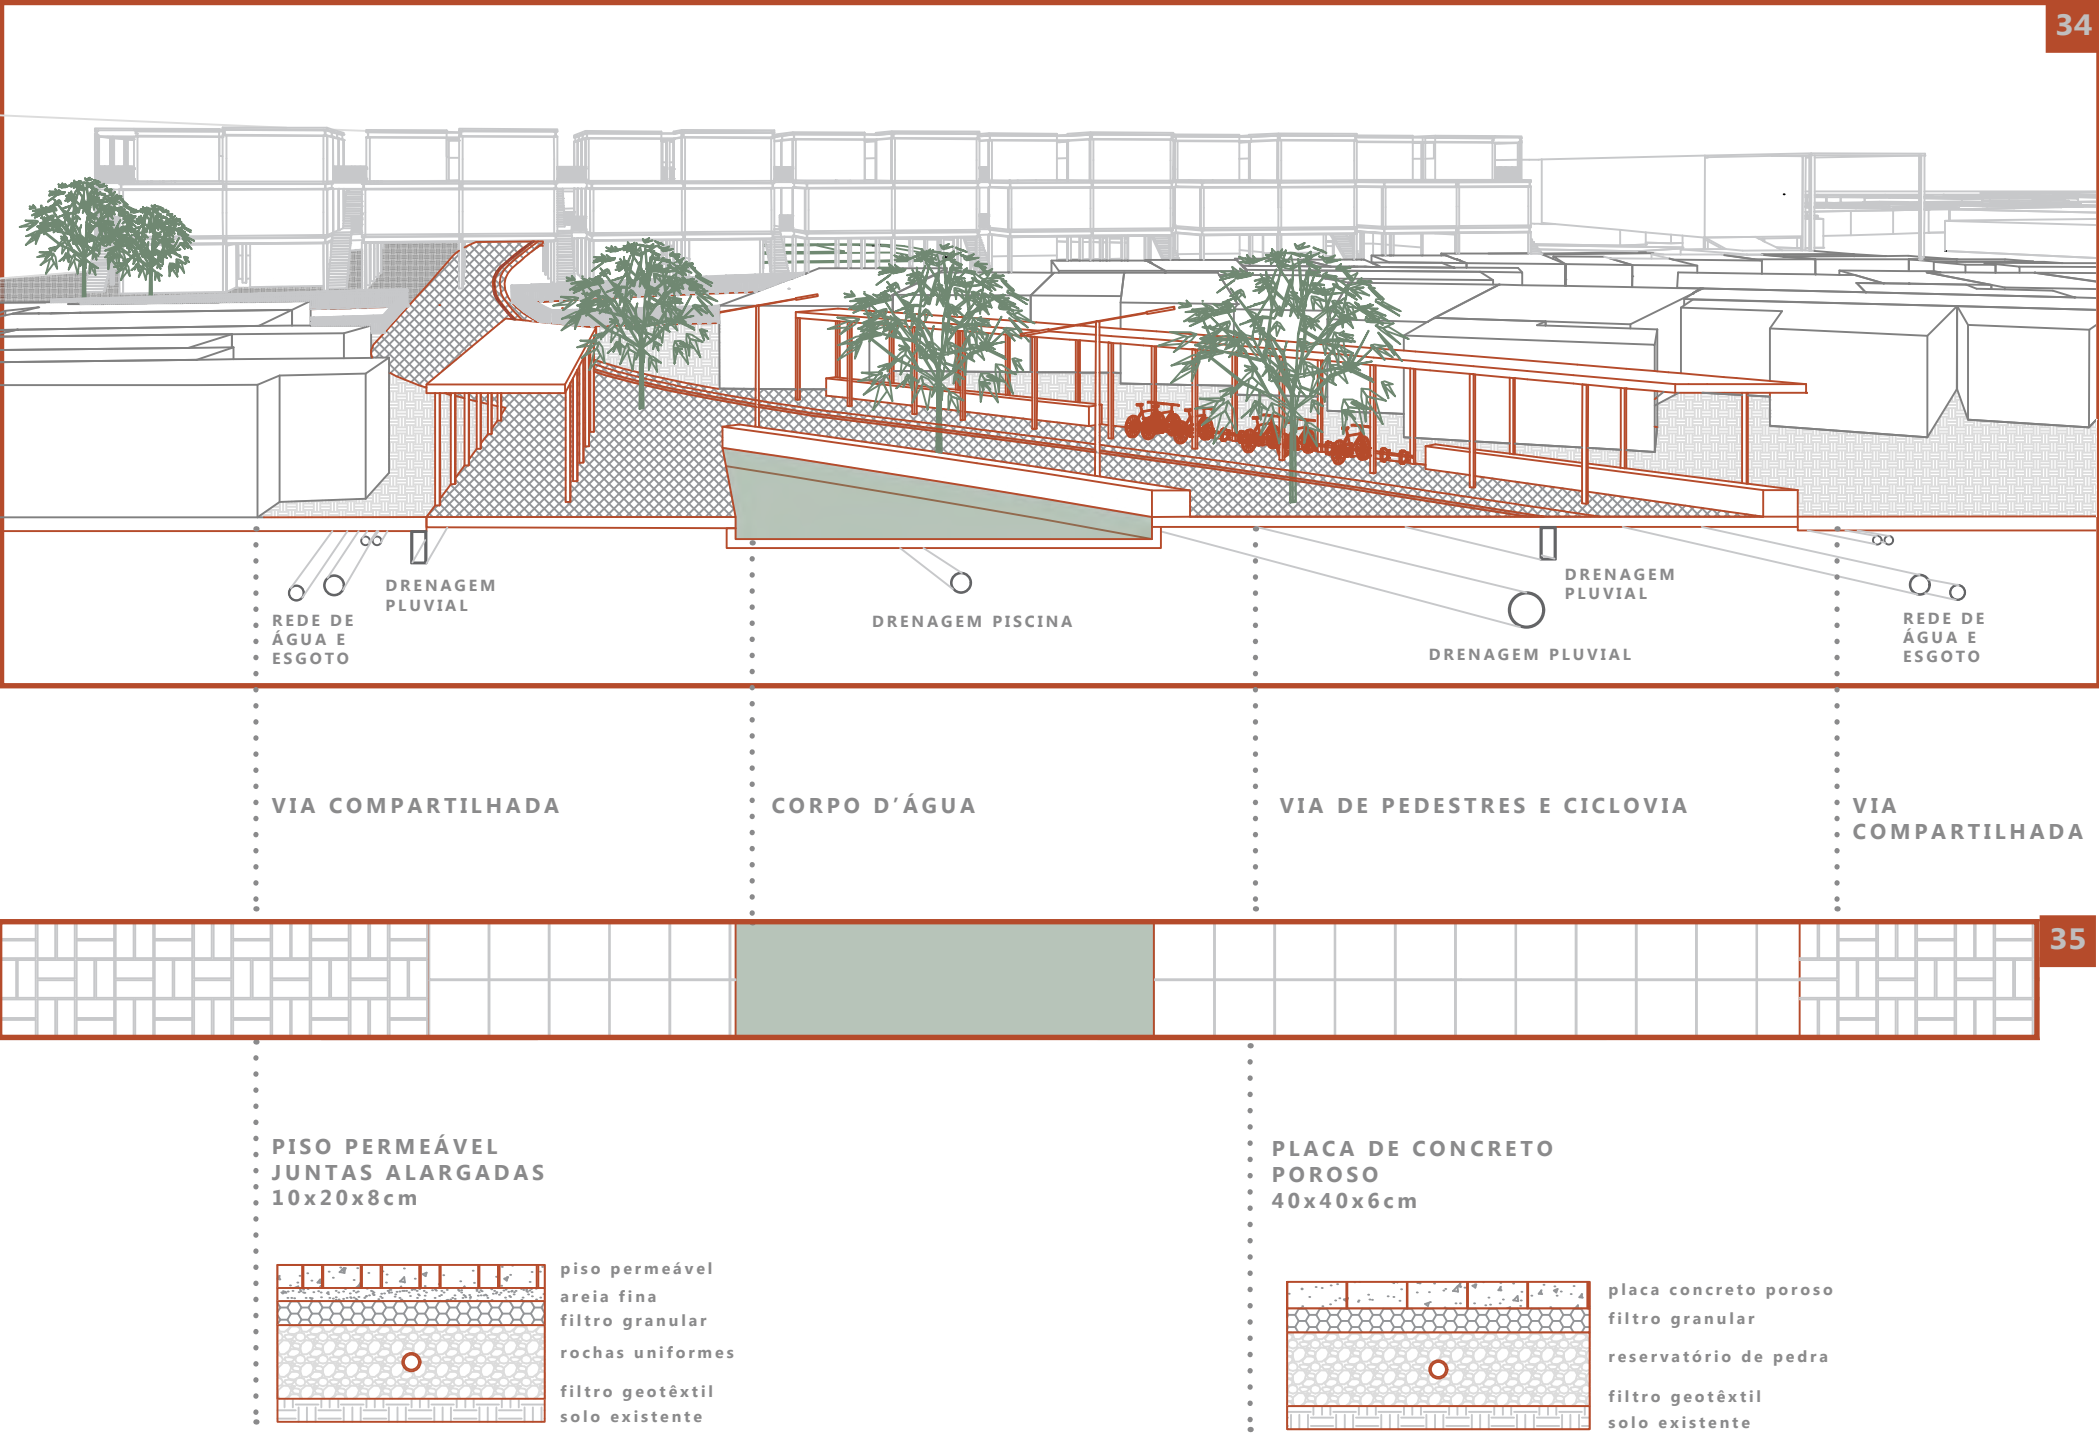 34
DRENAGEM
PLUVIAL
REDE DE
ÁGUA E
ESGOTO
DRENAGEM PISCINA
DRENAGEM
PLUVIAL
DRENAGEM PLUVIAL
REDE DE
ÁGUA E
ESGOTO
VIA COMPARTILHADA
CORPO D’ÁGUA
VIA DE PEDESTRES E CICLOVIA
VIA
COMPARTILHADA
35
PISO PERMEÁVEL
JUNTAS ALARGADAS
10x20x8cm
PLACA DE CONCRETO
POROSO
40x40x6cm
piso permeável
areia fina
filtro granular
rochas uniformes
filtro geotêxtil
solo existente
placa concreto poroso
filtro granular
reservatório de pedra
filtro geotêxtil
solo existente